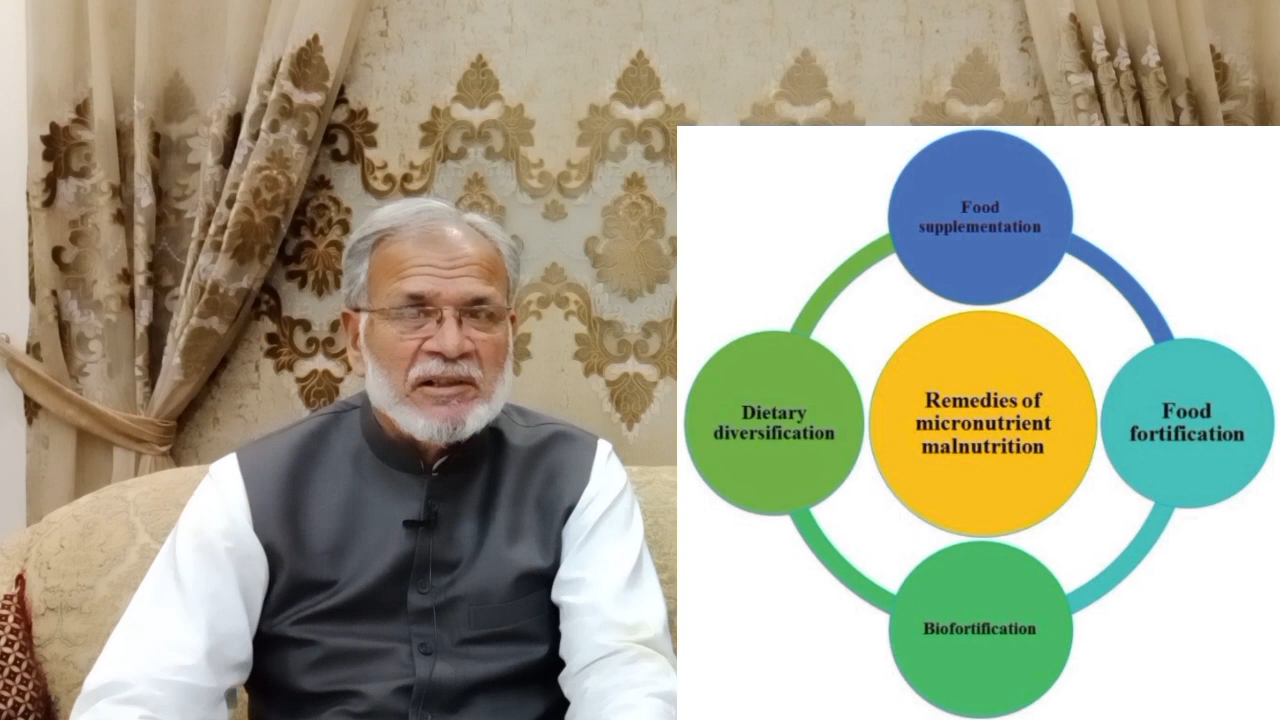 Food
supplementation
Dietary
diversification
Remedies of
micronutrient
malnutrition
Food
fortification
Biofortification